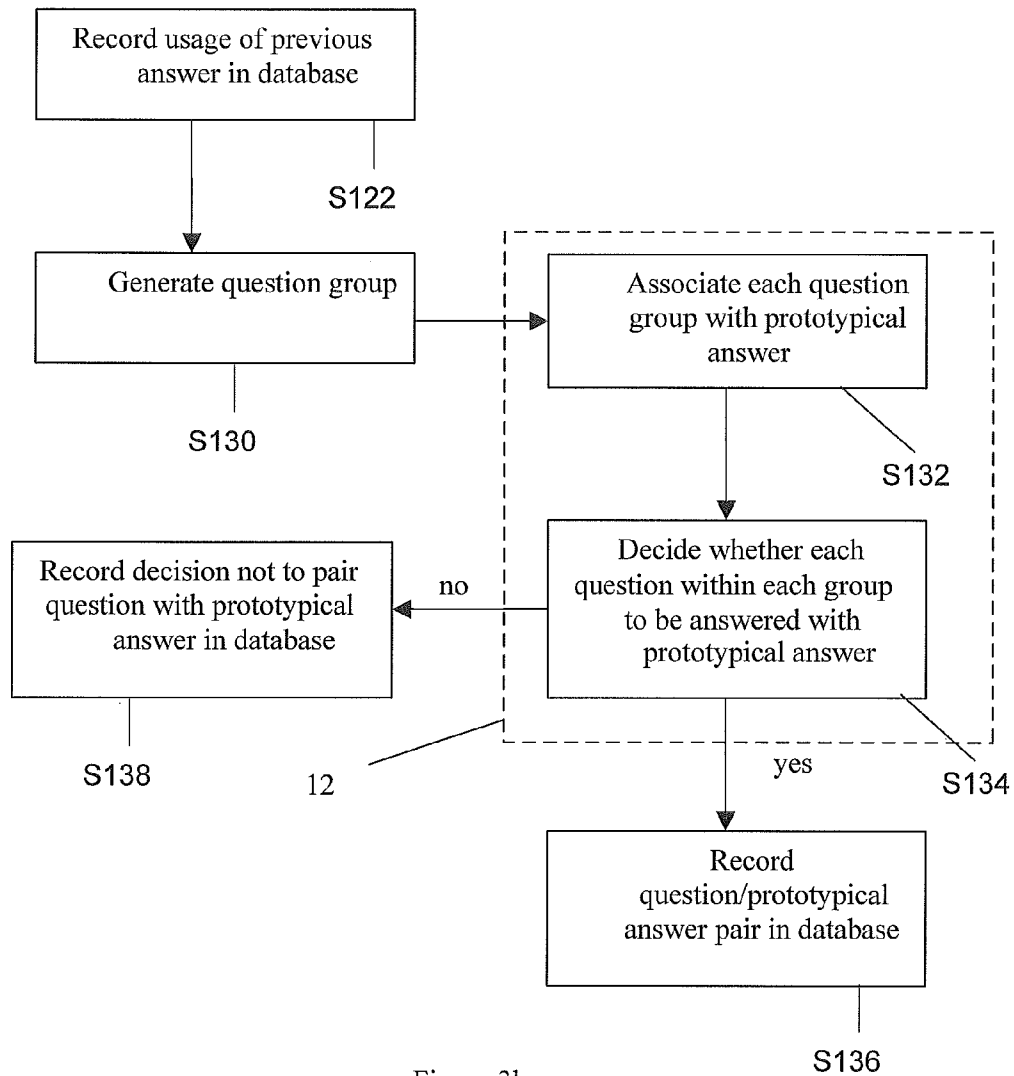 Record usage of previous
answer in database
S122
Generate question group
S130
Associate each question
group with prototypical
answer
S132
Decide whether each
question within each group
to be answered with
prototypical answer
S134
no
Record decision not to pair
question with prototypical
answer in database
S138
12
yes
Record
question/prototypical
answer pair in database
S136